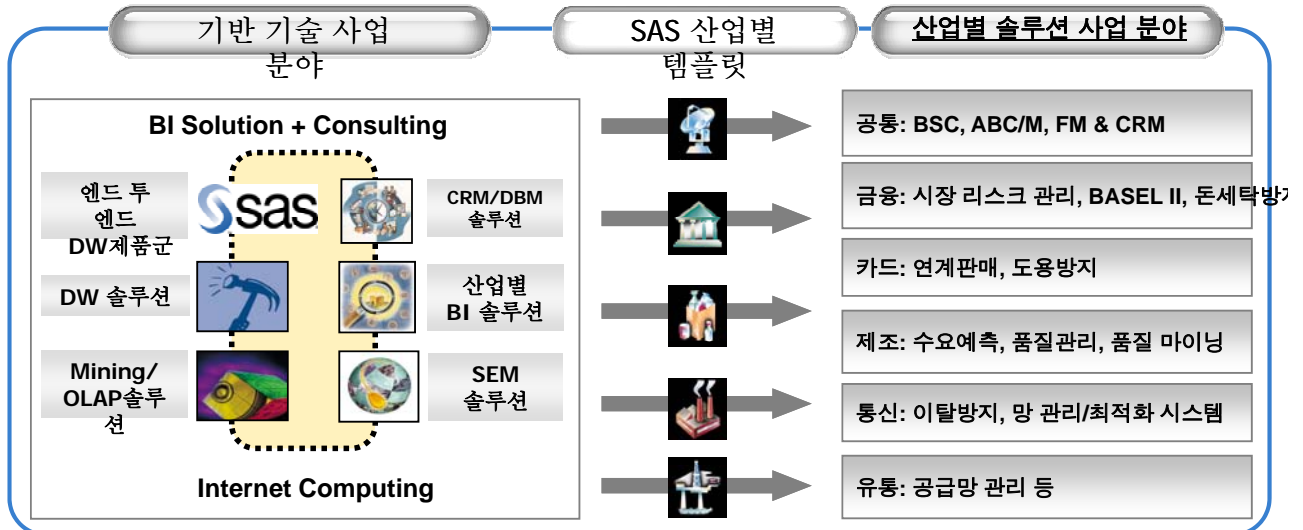 기반 기술 사업
분야
SAS 산업별
템플릿
산업별 솔루션 사업 분야
BI Solution + Consulting
엔드 투
엔드
DW제품군
sas
CRM/DBM
솔루션
DW 솔루션
산업별
BI 솔루션
Mining/
OLAP솔루
션
SEM
솔루션
Internet Computing
공통: BSC, ABC/M, FM & CRM
금융: 시장 리스크 관리, BASEL II, 돈세탁방지
카드: 연계판매, 도용방지
제조: 수요예측, 품질관리, 품질 마이닝
통신: 이탈방지, 망 관리/최적화 시스템
유통: 공급망 관리 등